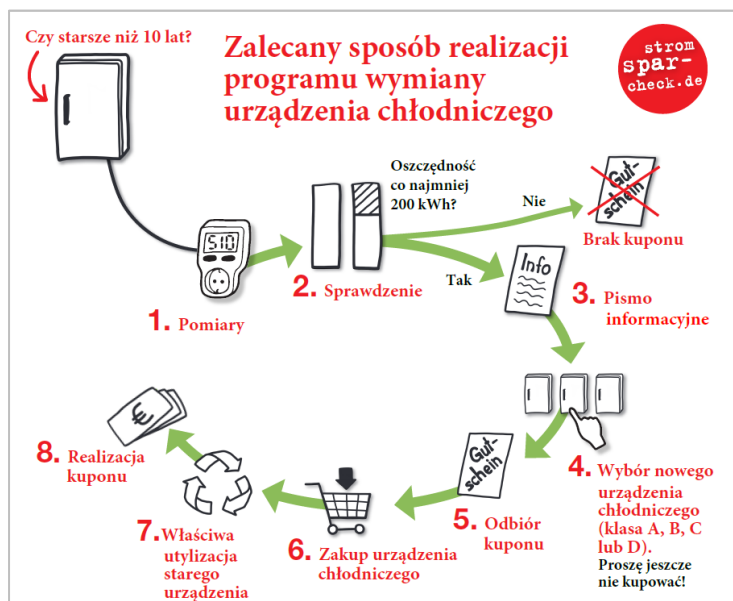 Czy starsze niż 10 lat?
Zalecany sposób realizacji
programu wymiany
urządzenia chłodniczego
strom
spar-
check.de
510
1. Pomiary
2. Sprawdzenie
Oszczędność
co najmniej
200 kWh?
Nie
Gut-
schein
Brak kuponu
Tak
Info
3. Pismo
informacyjne
4. Wybór nowego
urządzenia
chłodniczego
(klasa A, B, C
lub D).
Proszę jeszcze
nie kupować!
Gut-
schein
5. Odbiór
kuponu
6. Zakup urządzenia
chłodniczego
7. Właściwa
utylizacja
starego
urządzenia
€
8. Realizacja
kuponu